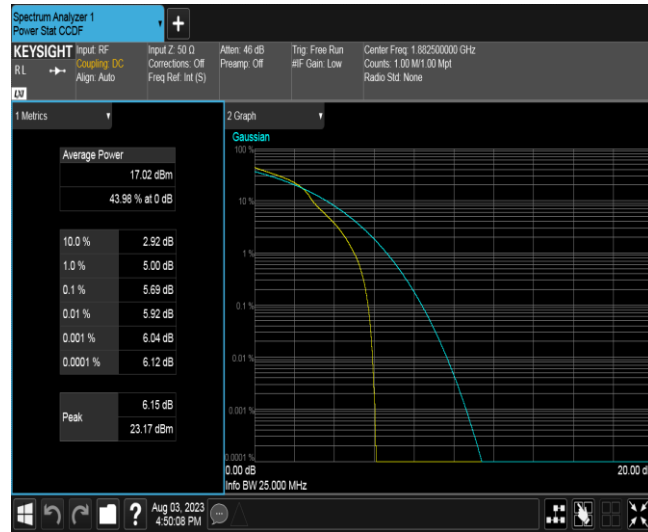 Spectrum Analyzer 1
Power Stat CCDF
+
KEYSIGHT
RL
LXI
Input: RF
Coupling: DC
Align: Auto
Input Z: 50 Ω
Corrections: Off
Freq Ref: Int (S)
Atten: 46 dB
Preamp: Off
Trig: Free Run
#IF Gain: Low
Center Freq: 1.882500000 GHz
Counts: 1.00 M/1.00 Mpt
Radio Std: None
1 Metrics
Average Power
17.02 dBm
43.98 % at 0 dB
10.0 % 2.92 dB
1.0 % 5.00 dB
0.1 % 5.69 dB
0.01 % 5.92 dB
0.001 % 6.04 dB
0.0001 % 6.12 dB
Peak
6.15 dB
23.17 dBm
2 Graph
Gaussian
100 %
10 %
1 %
0.1 %
0.01 %
0.001 %
0.0001 %
0.00 dB
20.00 d
Info BW 25.000 MHz
?
Aug 03, 2023
4:50:08 PM